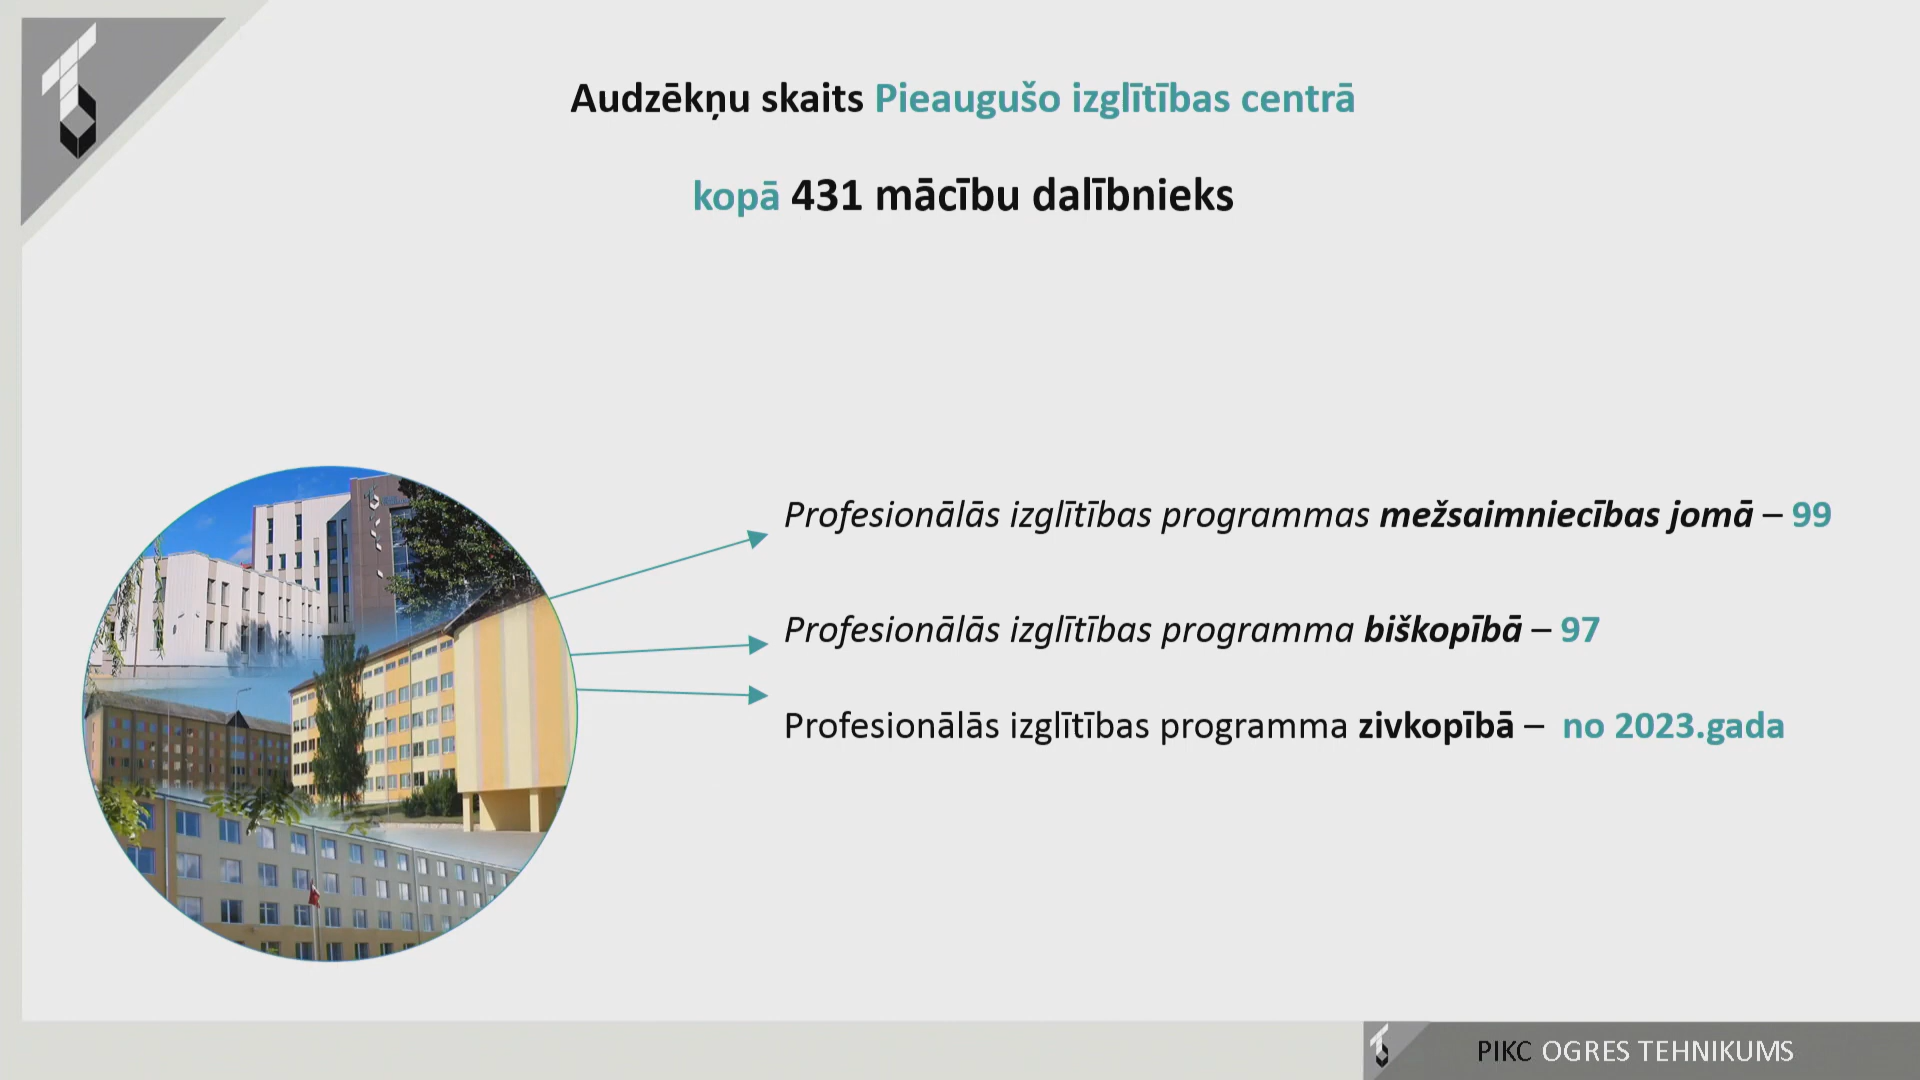 Audzēkņu skaits Pieaugušo izglītības centrā
kopā 431 mācību dalībnieks
Profesionālās izglītības programmas mežsaimniecības jomā – 99
Profesionālās izglītības programma biškopībā – 97
Profesionālās izglītības programma zivkopībā – no 2023.gada
PIKC OGRES TEHNIKUMS